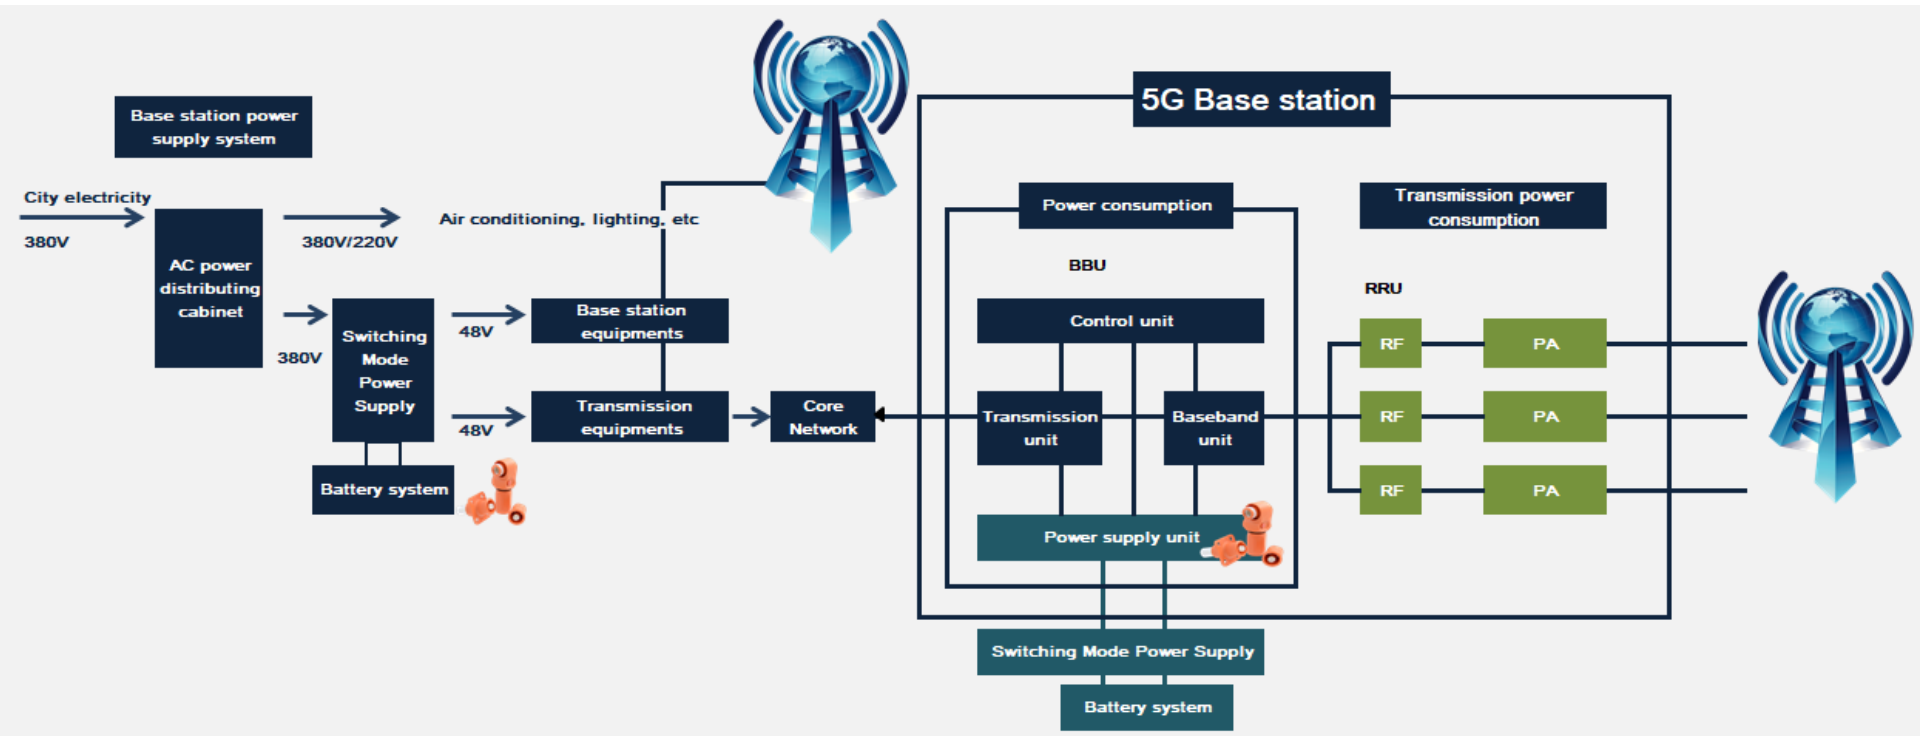 5G Base station
Base station power
supply system
City electricity
380V
AC power
distributing
cabinet
380V/220V
Air conditioning, lighting, etc
380V
Switching
Mode
Power
Supply
48V
48V
Battery system
Base station
equipments
Transmission
equipments
Core
Network
Power consumption
BBU
Control unit
Transmission
unit
Baseband
unit
Power supply unit
Switching Mode Power Supply
Battery system
Transmission power
consumption
RRU
RF
PA
RF
PA
RF
PA